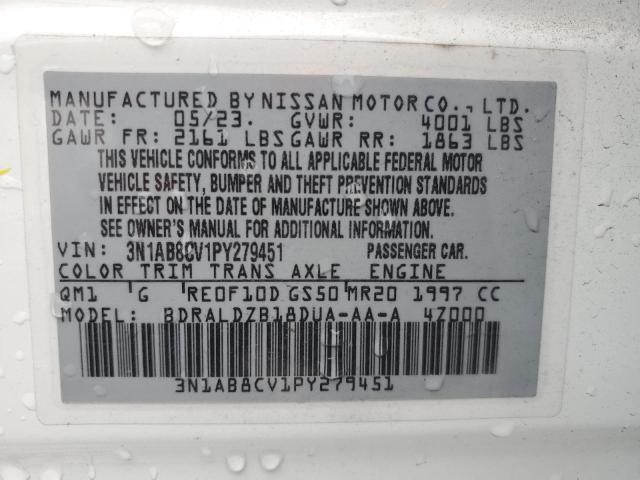 MANUFACTURED BY NISSAN MOTOR CO., LTD.
DATE: 05/23. GVWR: 4001 LBS
GAWR FR: 2161 LBS GAWR RR: 1863 LBS
THIS VEHICLE CONFORMS TO ALL APPLICABLE FEDERAL MOTOR
VEHICLE SAFETY, BUMPER AND THEFT PREVENTION STANDARDS
IN EFFECT ON THE DATE OF MANUFACTURE SHOWN ABOVE.
SEE OWNER'S MANUAL FOR ADDITIONAL INFORMATION.
VIN: 3N1AB8CV1PY279451 PASSENGER CAR.
COLOR TRIM TRANS AXLE ENGINE
QM1 G RE0F10D GS50 MR20 1997 CC
MODEL: BDRALDZB18DUA-AA-A 4Z000
3N1AB8CV1PY279451